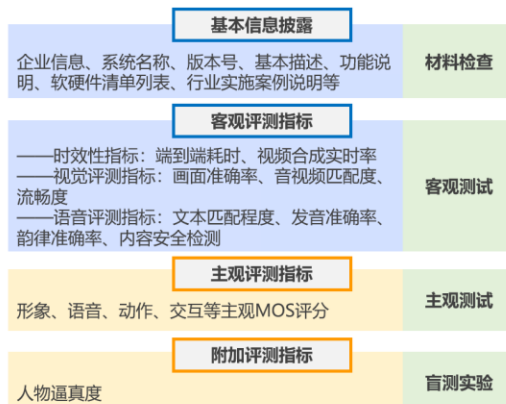 基本信息披露
企业信息、系统名称、版本号、基本描述、功能说
明、软硬件清单列表、行业实施案例说明等
材料检查
客观评测指标
——时效性指标：端到端耗时、视频合成实时率
——视觉评测指标：画面准确率、音视频匹配度、
流畅度
——语音评测指标：文本匹配程度、发音准确率、
韵律准确率、内容安全检测
客观测试
主观评测指标
形象、语音、动作、交互等主观MOS评分
主观测试
附加评测指标
人物逼真度
盲测实验